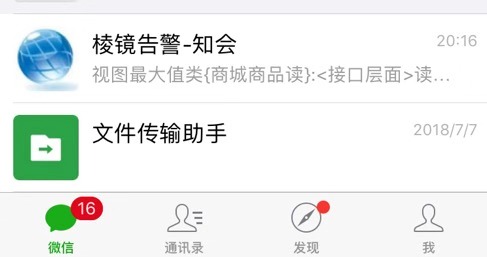 棱镜告警-知会
20:16
视图最大值类{商城商品读}:<接口层面>读...
文件传输助手
2018/7/7
16
微信
通讯录
发现
我